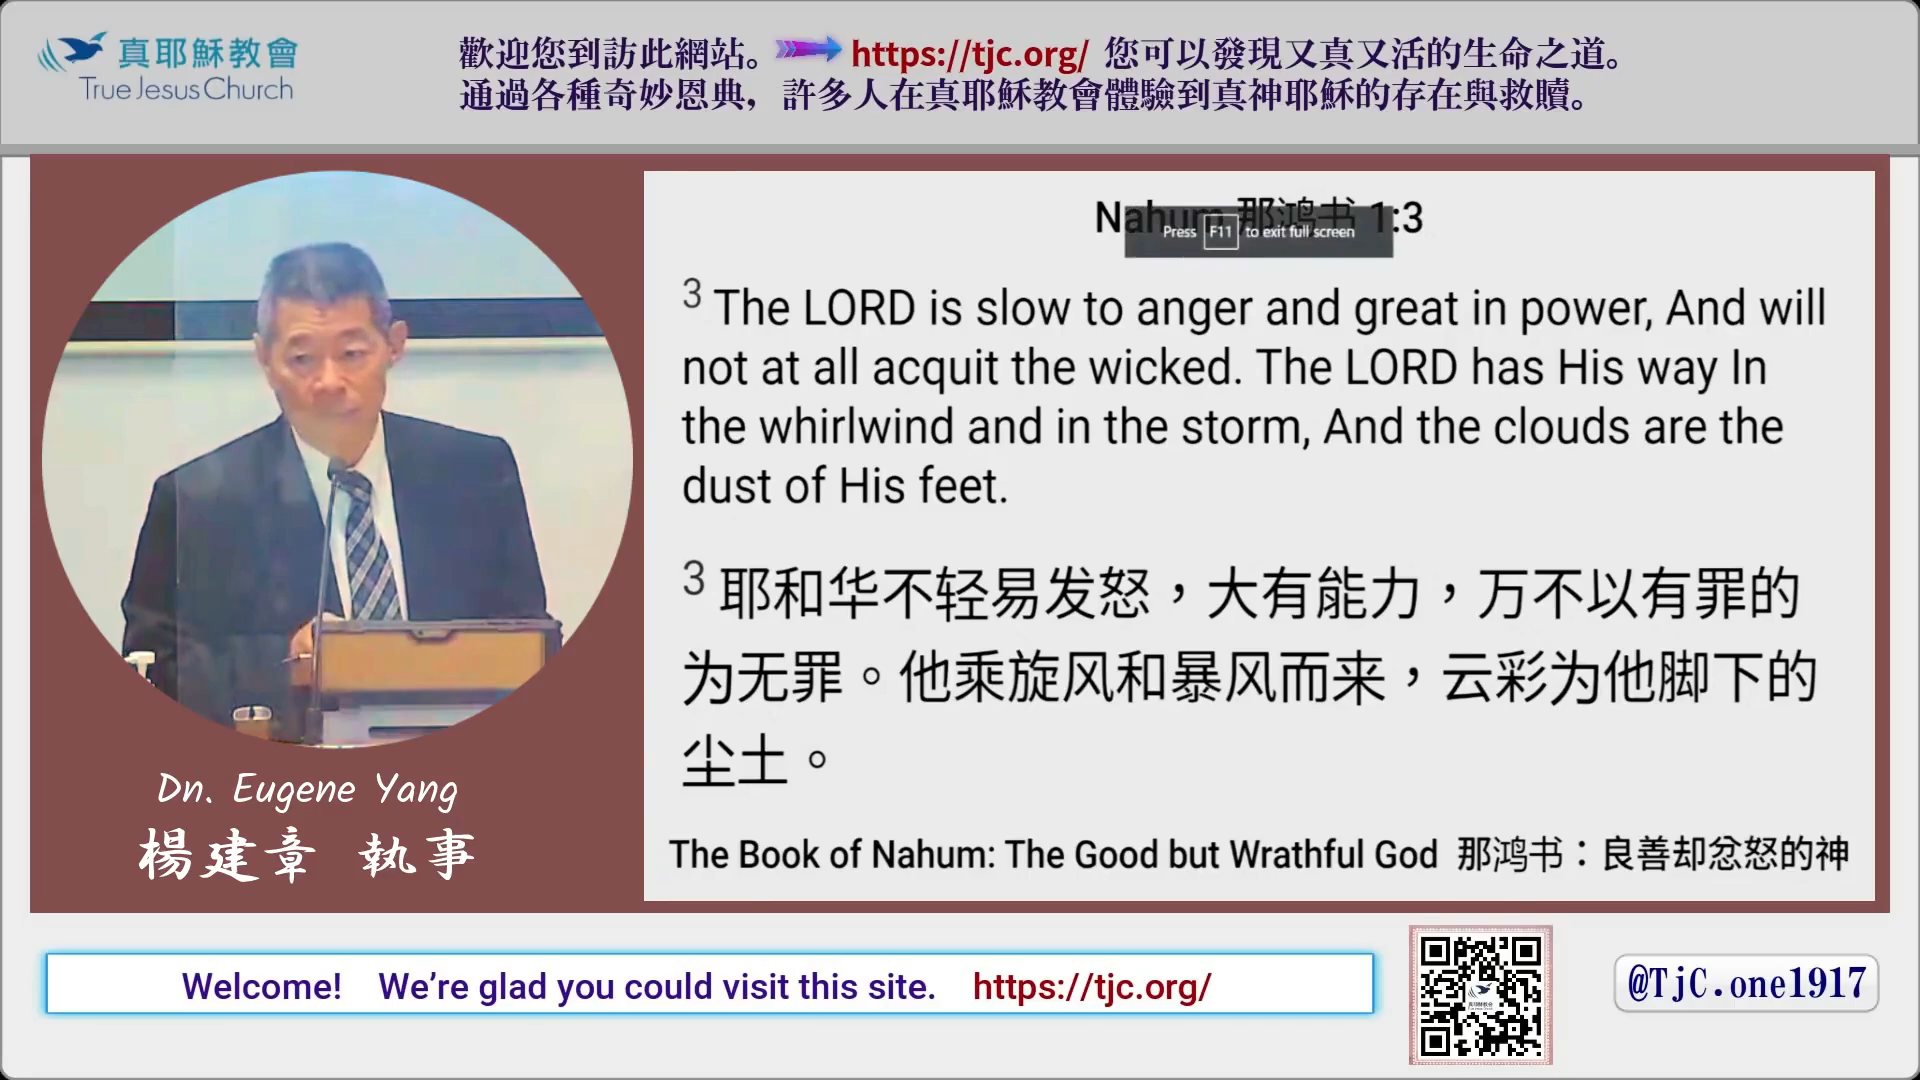 真耶穌教會
True Jesus Church
歡迎您到訪此網站。 https://tjc.org/ 您可以發現又真又活的生命之道。
通過各種奇妙恩典，許多人在真耶穌教會體驗到真神耶穌的存在與救贖。
Nahum 那鸿书 1:3
Press F11 to exit full screen
3 The LORD is slow to anger and great in power, And will
not at all acquit the wicked. The LORD has His way In
the whirlwind and in the storm, And the clouds are the
dust of His feet.
3 耶和华不轻易发怒，大有能力，万不以有罪的
为无罪。他乘旋风和暴风而来，云彩为他脚下的
尘土。
The Book of Nahum: The Good but Wrathful God 那鸿书：良善却忿怒的神
Dn. Eugene Yang
楊建章 執事
Welcome! We’re glad you could visit this site. https://tjc.org/
@TjC.one1917